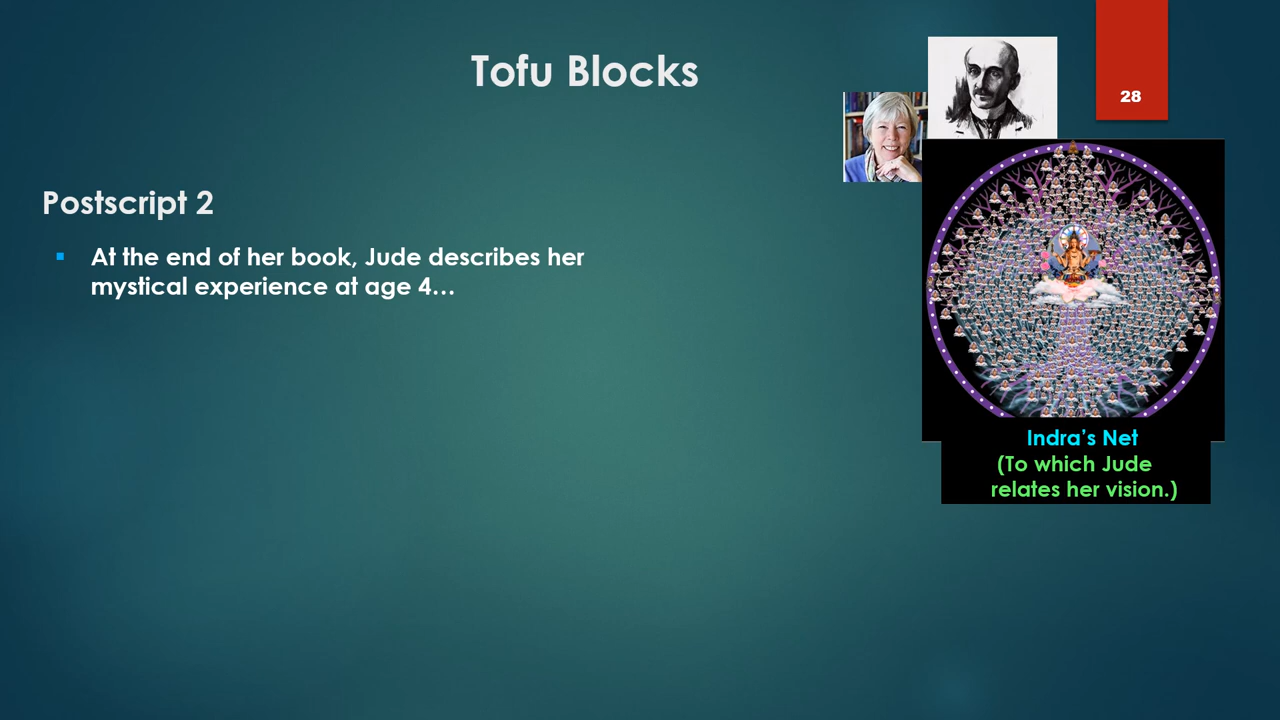 Tofu Blocks
28
Postscript 2
At the end of her book, Jude describes her
mystical experience at age 4…
Indra’s Net
(To which Jude
relates her vision.)